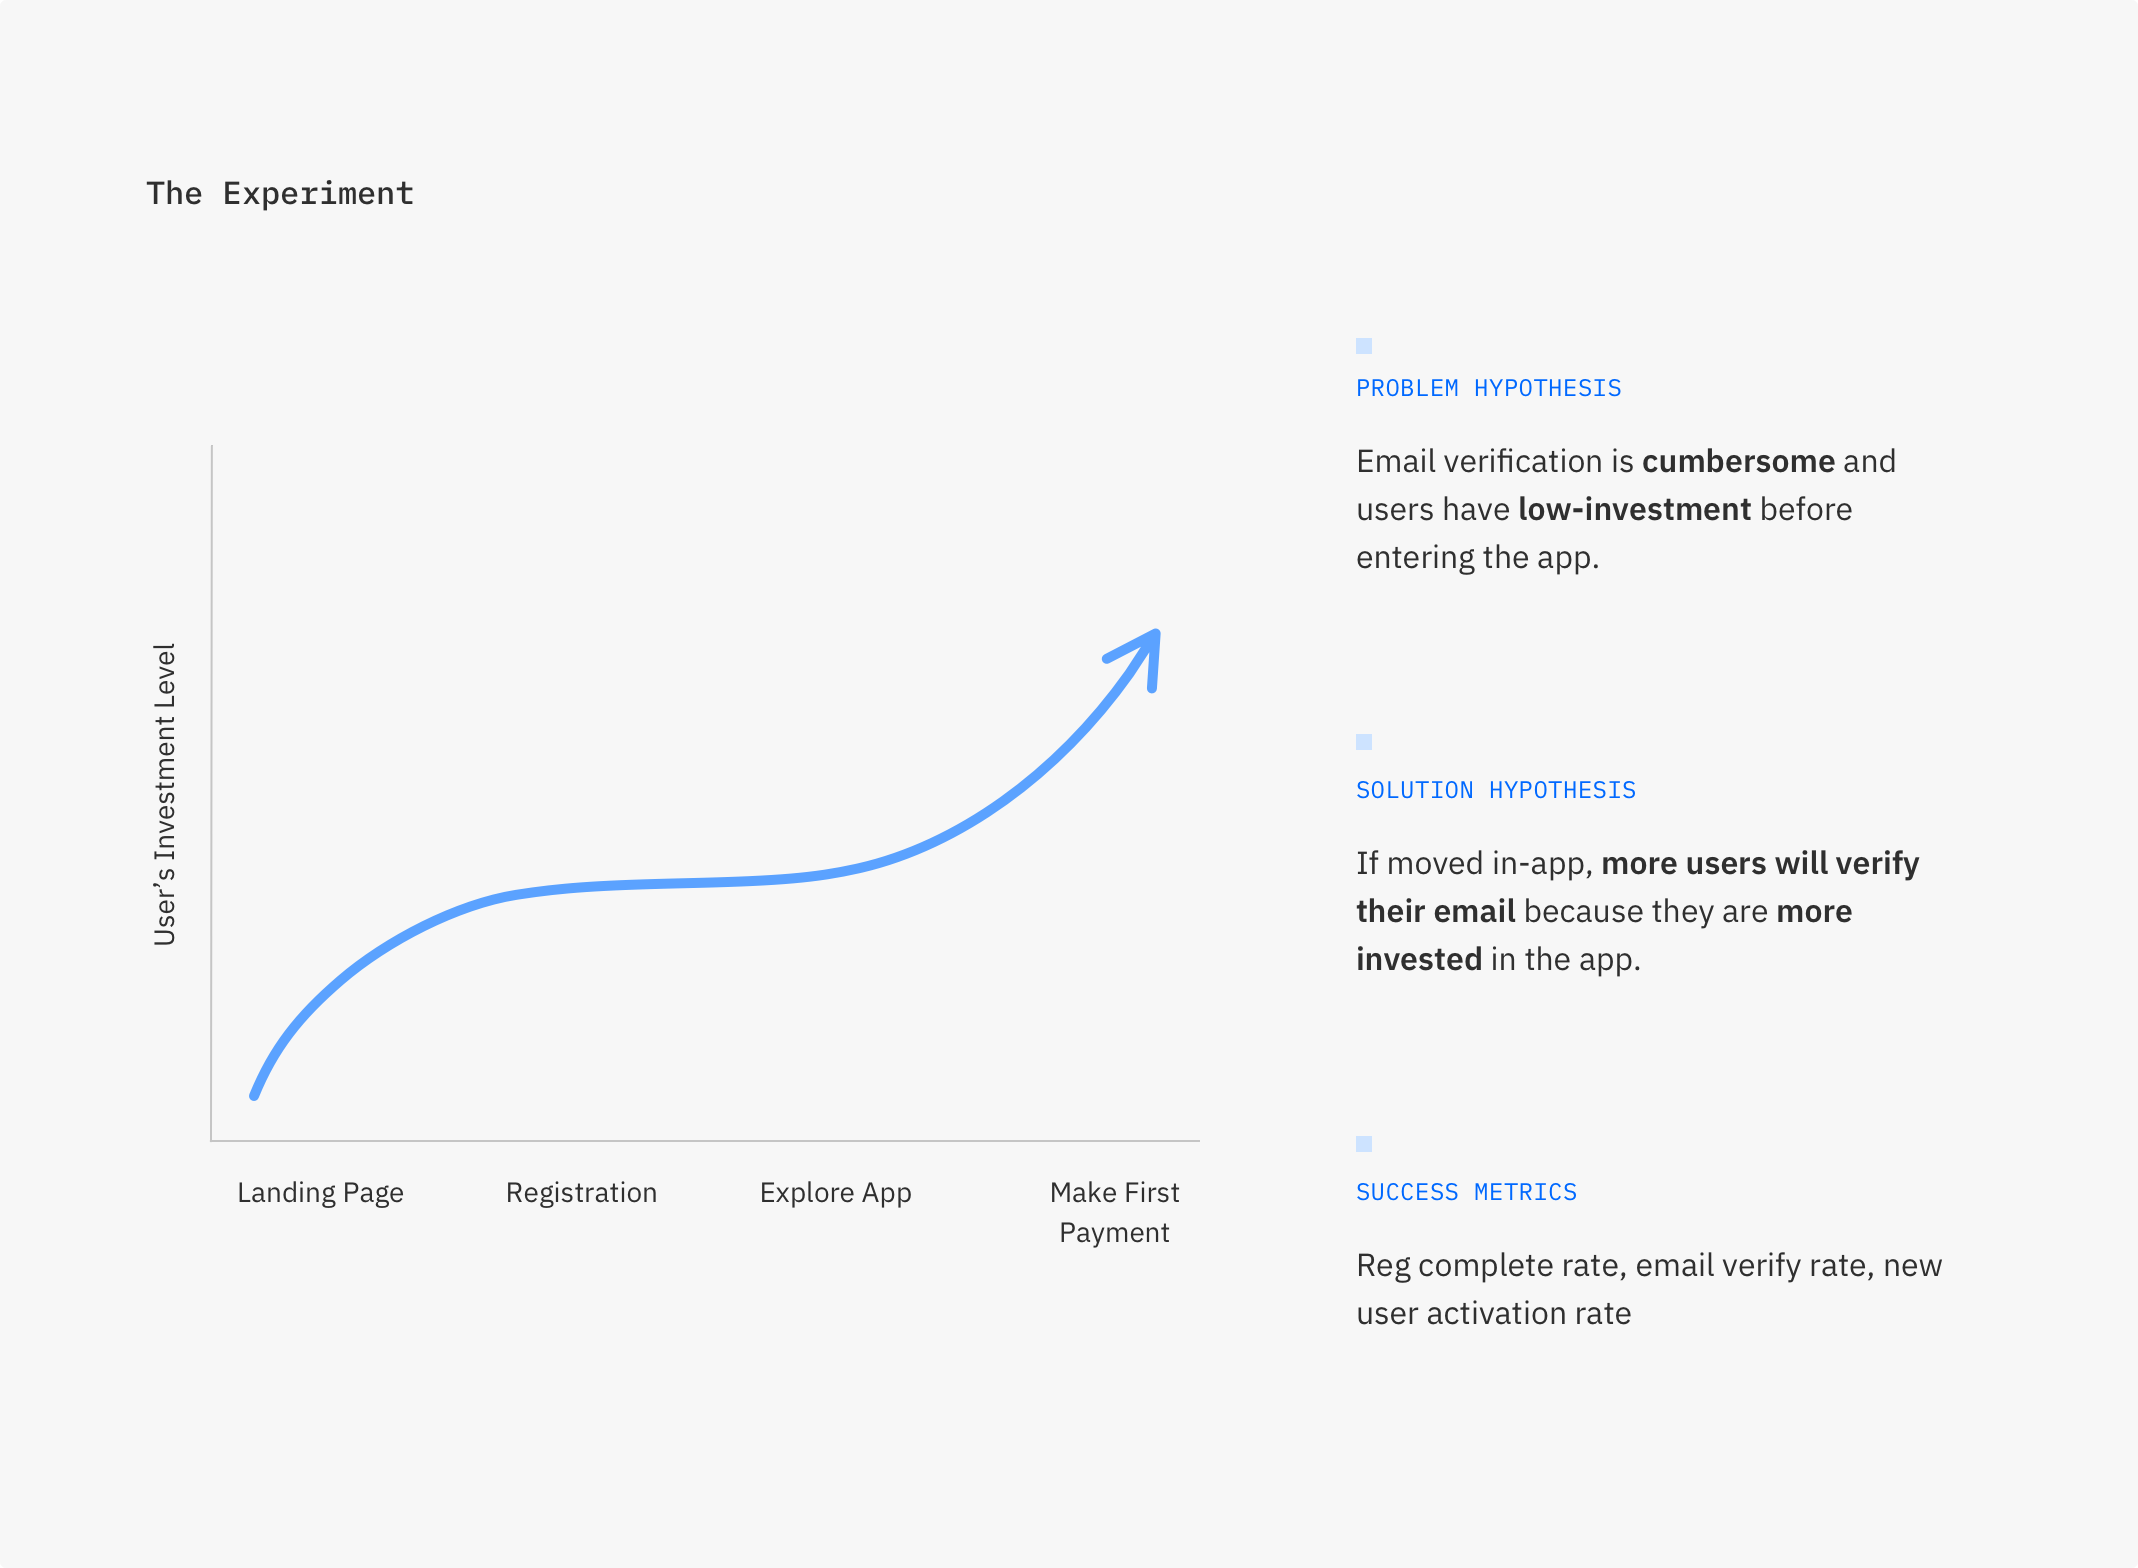 The Experiment
User’s Investment Level
Landing Page
Registration
Explore App
Make First
Payment
PROBLEM HYPOTHESIS
Email verification is cumbersome and
users have low-investment before
entering the app.
SOLUTION HYPOTHESIS
If moved in-app, more users will verify
their email because they are more
invested in the app.
SUCCESS METRICS
Reg complete rate, email verify rate, new
user activation rate